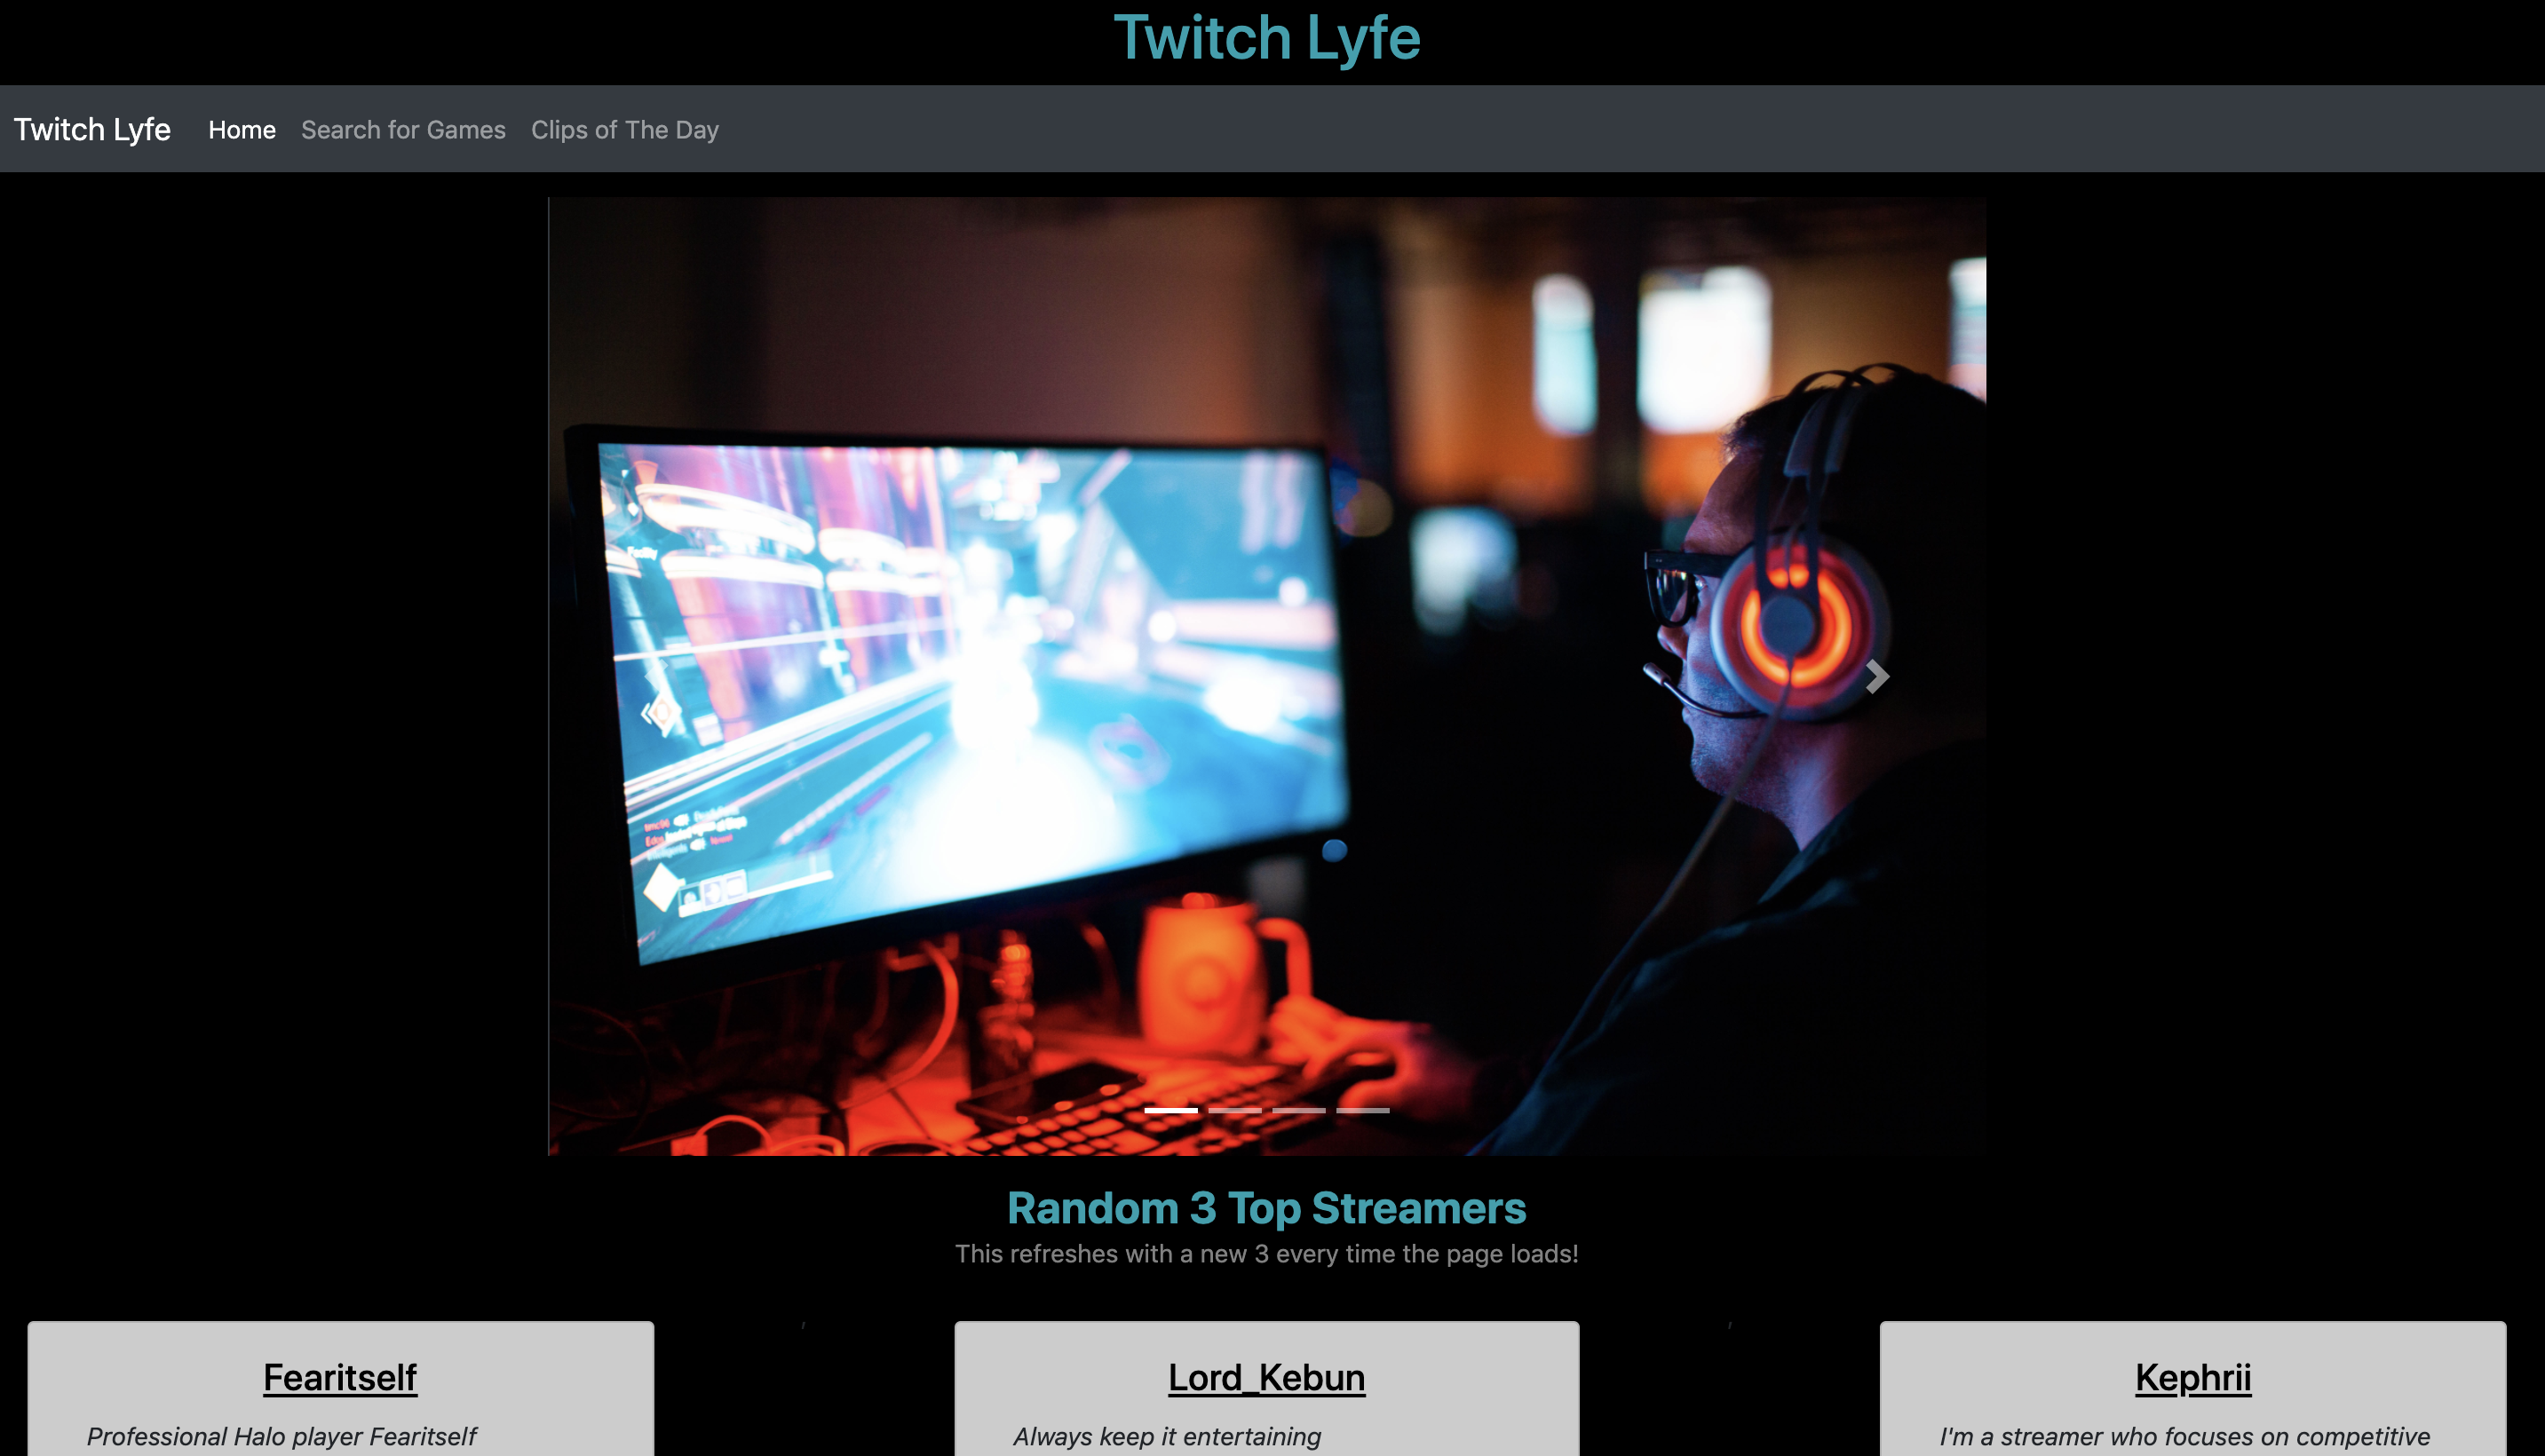 Twitch Lyfe
Twitch Lyfe Home Search for Games Clips of The Day
Random 3 Top Streamers
This refreshes with a new 3 every time the page loads!
, ,
Fearitself Lord_Kebun Kephrii
Professional Halo player Fearitself Always keep it entertaining I'm a streamer who focuses on competitive